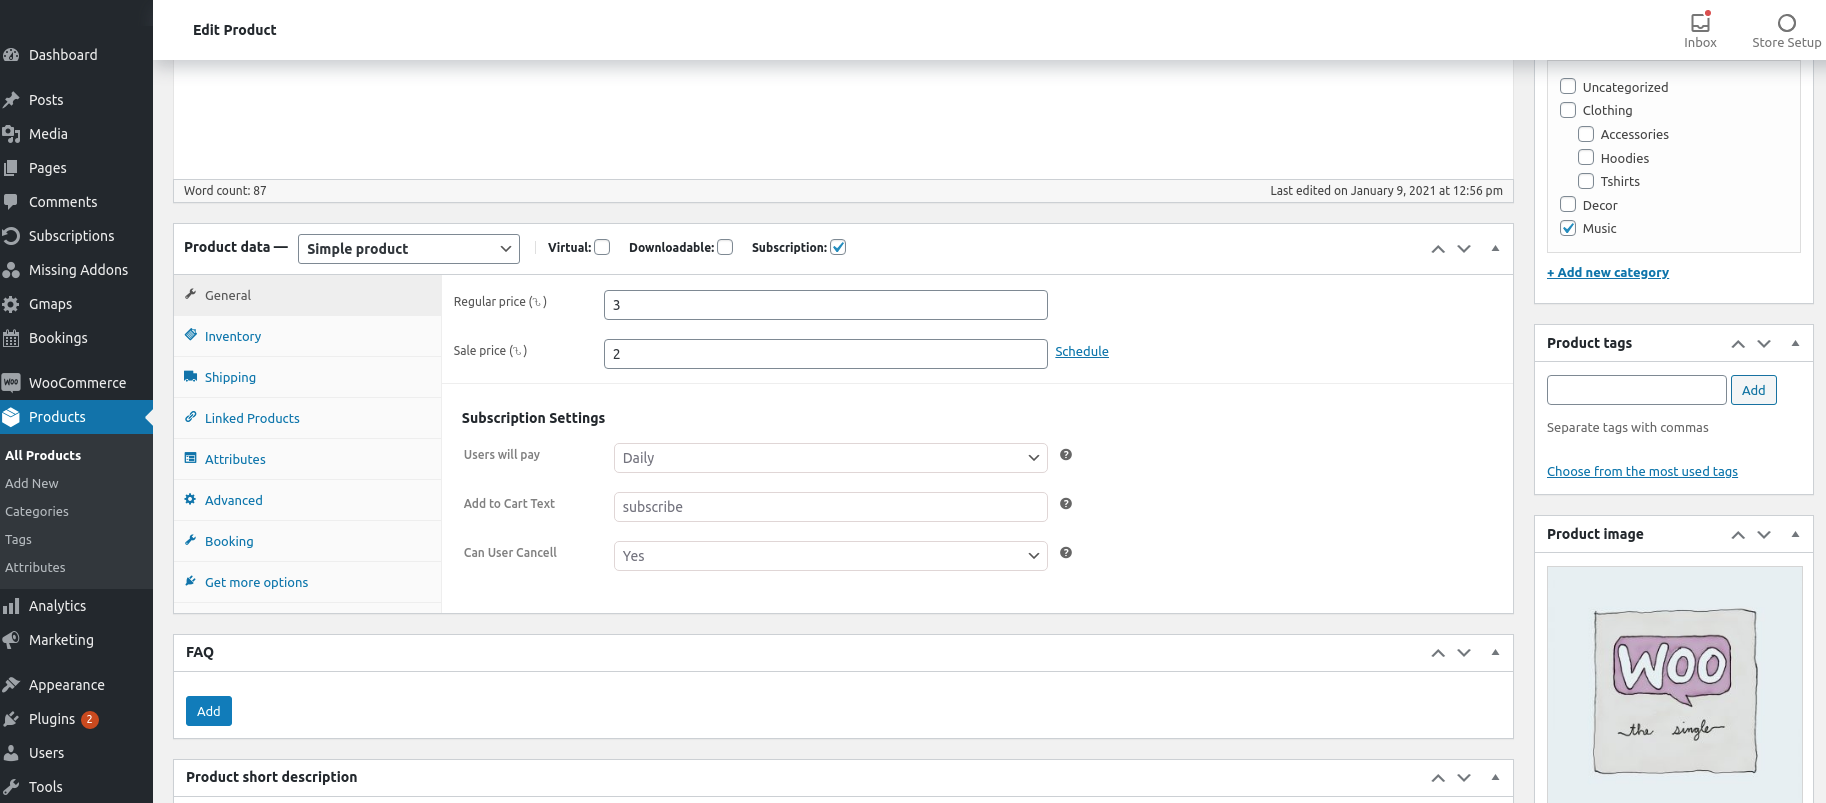 Edit Product
Inbox
Store Setup
Dashboard
Posts
Media
Pages
Comments
Subscriptions
Missing Addons
Gmaps
Bookings
WooCommerce
Products
All Products
Add New
Categories
Tags
Attributes
Analytics
Marketing
Appearance
Plugins 2
Users
Tools
Word count: 87
Last edited on January 9, 2021 at 12:56 pm
Product data —
Simple product
Virtual:
Downloadable:
Subscription:
General
Inventory
Shipping
Linked Products
Attributes
Advanced
Booking
Get more options
Regular price (؋)
3
Sale price (؋)
2
Schedule
Subscription Settings
Users will pay
Daily
Add to Cart Text
subscribe
Can User Cancell
Yes
FAQ
Add
Product short description
Uncategorized
Clothing
Accessories
Hoodies
Tshirts
Decor
Music
+ Add new category
Product tags
Add
Separate tags with commas
Choose from the most used tags
Product image
WOO
the single